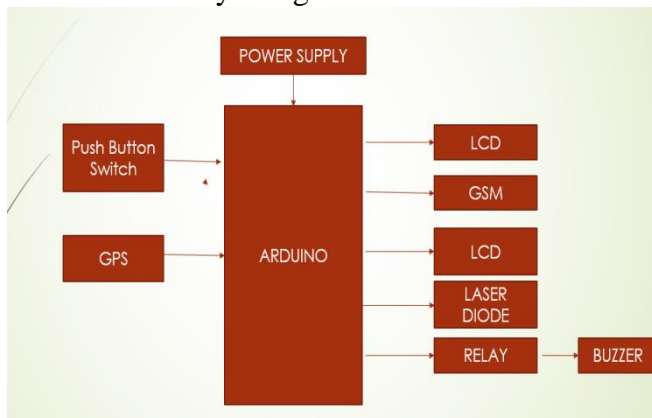 POWER SUPPLY
Push Button
Switch
GPS
ARDUINO
LCD
GSM
LCD
LASER
DIODE
RELAY
BUZZER